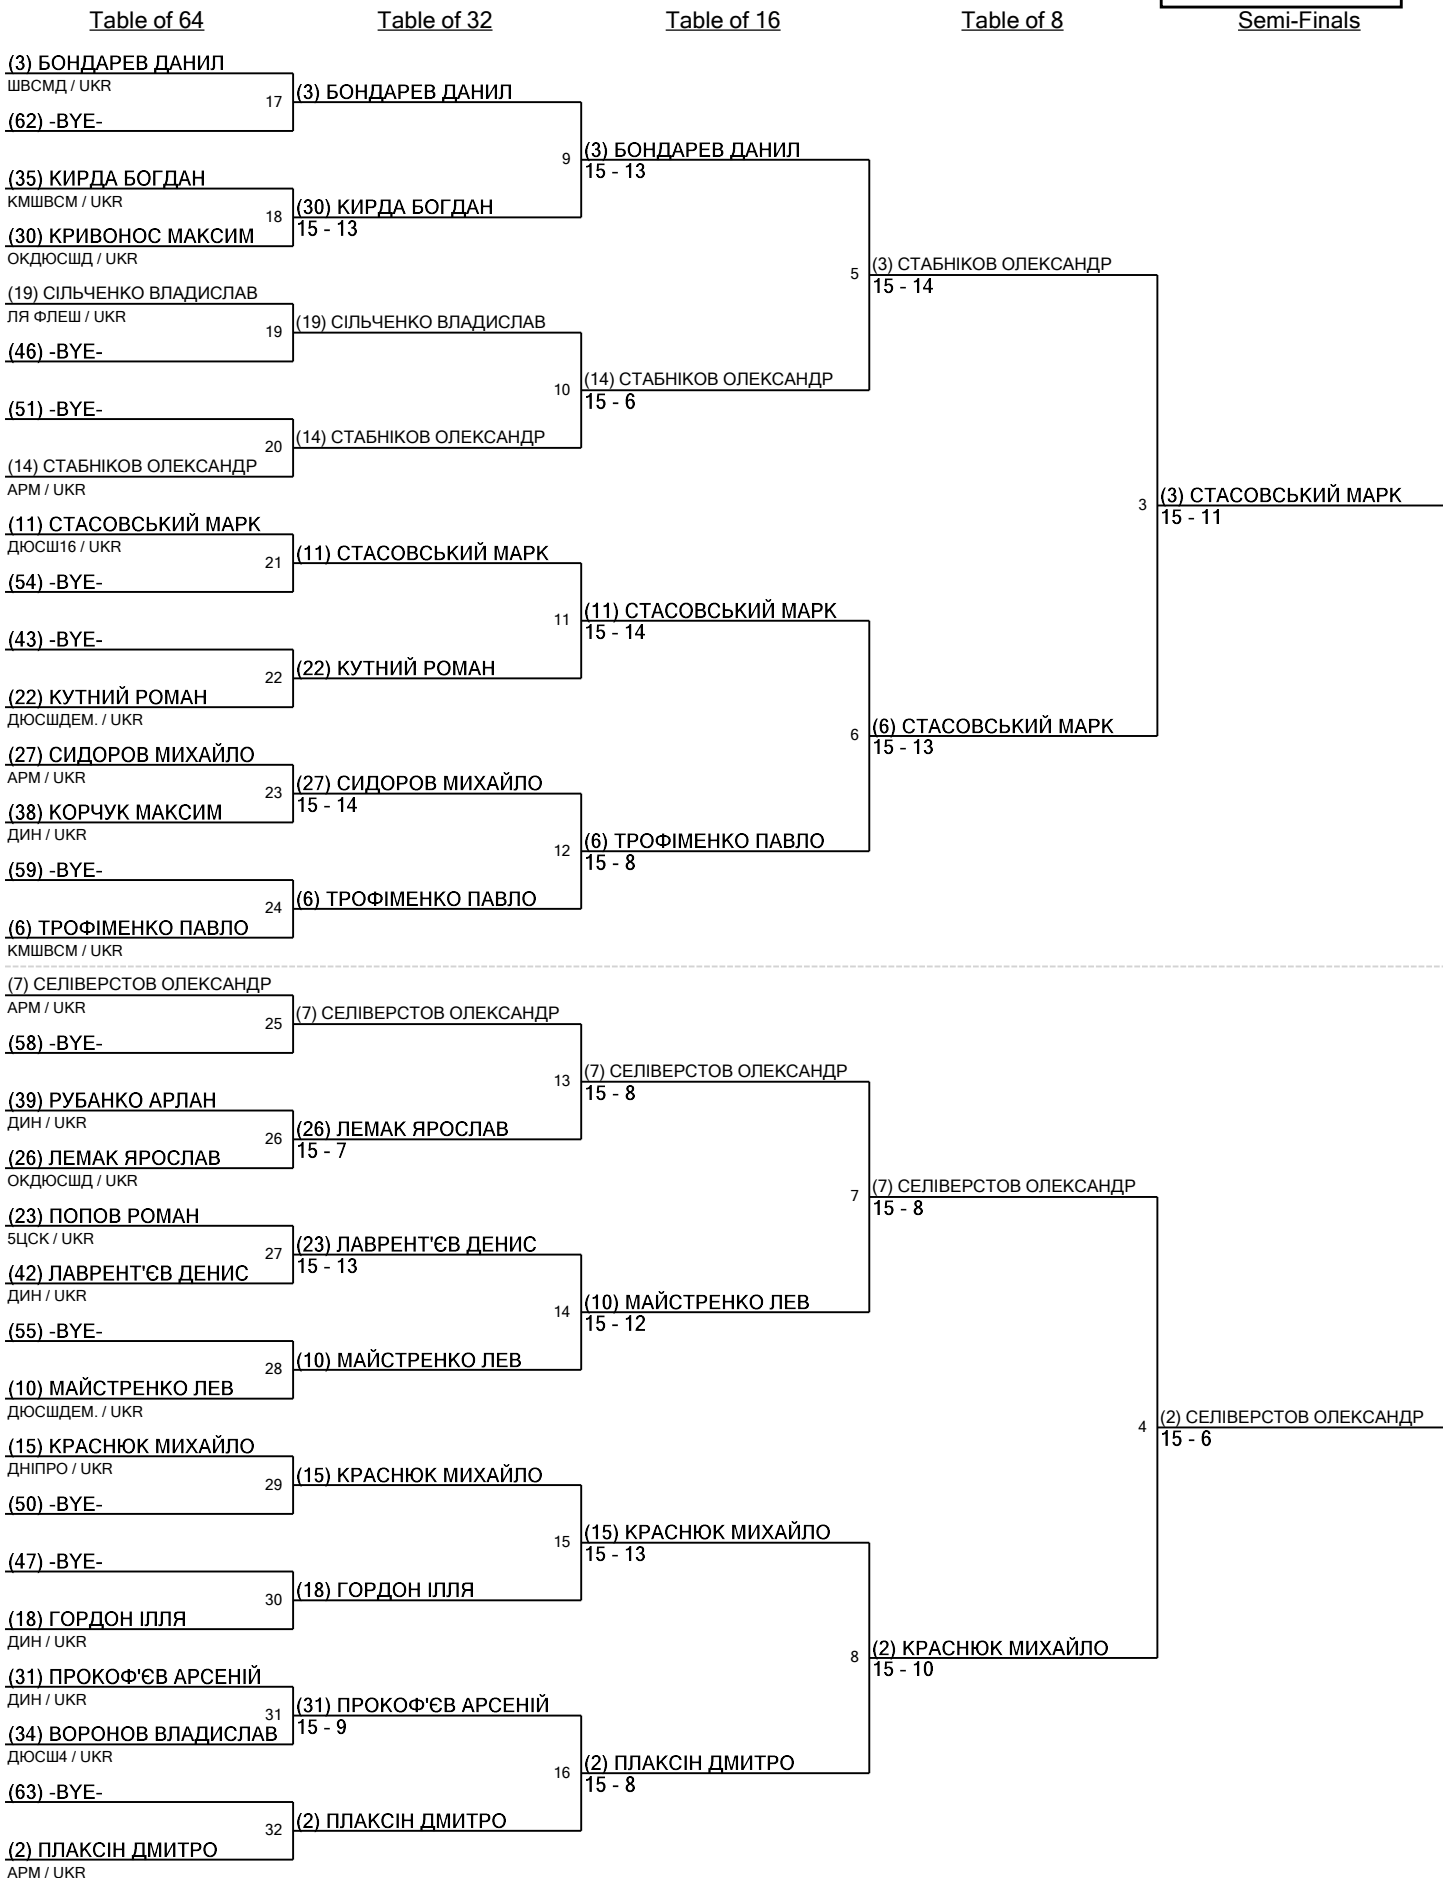 Table of 64
Table of 32
Table of 16
Table of 8
Semi-Finals
(3) БОНДАРЕВ ДАНИЛ
ШВСМД / UKR
(62) -BYE-
17
(35) КИРДА БОГДАН
КМШВСМ / UKR
(30) КРИВОНОС МАКСИМ
ОКДЮСШД / UKR
18
(19) СІЛЬЧЕНКО ВЛАДИСЛАВ
ЛЯ ФЛЕШ / UKR
(46) -BYE-
19
(51) -BYE-
(14) СТАБНІКОВ ОЛЕКСАНДР
АРМ / UKR
20
(11) СТАСОВСЬКИЙ МАРК
ДЮСШ16 / UKR
(54) -BYE-
21
(43) -BYE-
(22) КУТНИЙ РОМАН
ДЮСШДЕМ. / UKR
22
(27) СИДОРОВ МИХАЙЛО
АРМ / UKR
(38) КОРЧУК МАКСИМ
ДИН / UKR
23
(59) -BYE-
(6) ТРОФІМЕНКО ПАВЛО
КМШВСМ / UKR
24
(7) СЕЛІВЕРСТОВ ОЛЕКСАНДР
АРМ / UKR
(58) -BYE-
25
(39) РУБАНКО АРЛАН
ДИН / UKR
(26) ЛЕМАК ЯРОСЛАВ
ОКДЮСШД / UKR
26
(23) ПОПОВ РОМАН
5ЦСК / UKR
(42) ЛАВРЕНТ'ЄВ ДЕНИС
ДИН / UKR
27
(55) -BYE-
(10) МАЙСТРЕНКО ЛЕВ
ДЮСШДЕМ. / UKR
28
(15) КРАСНЮК МИХАЙЛО
ДНІПРО / UKR
(50) -BYE-
29
(47) -BYE-
(18) ГОРДОН ІЛЛЯ
ДИН / UKR
30
(31) ПРОКОФ'ЄВ АРСЕНІЙ
ДИН / UKR
(34) ВОРОНОВ ВЛАДИСЛАВ
ДЮСШ4 / UKR
31
(63) -BYE-
(2) ПЛАКСІН ДМИТРО
АРМ / UKR
32
(3) БОНДАРЕВ ДАНИЛ
(30) КИРДА БОГДАН
15 - 13
9
(19) СІЛЬЧЕНКО ВЛАДИСЛАВ
(14) СТАБНІКОВ ОЛЕКСАНДР
10
(11) СТАСОВСЬКИЙ МАРК
(22) КУТНИЙ РОМАН
11
(27) СИДОРОВ МИХАЙЛО
15 - 14
(6) ТРОФІМЕНКО ПАВЛО
12
(7) СЕЛІВЕРСТОВ ОЛЕКСАНДР
(26) ЛЕМАК ЯРОСЛАВ
15 - 7
13
(23) ЛАВРЕНТ'ЄВ ДЕНИС
15 - 13
(10) МАЙСТРЕНКО ЛЕВ
14
(15) КРАСНЮК МИХАЙЛО
(18) ГОРДОН ІЛЛЯ
15
(31) ПРОКОФ'ЄВ АРСЕНІЙ
15 - 9
(2) ПЛАКСІН ДМИТРО
16
(3) БОНДАРЕВ ДАНИЛ
15 - 13
(14) СТАБНІКОВ ОЛЕКСАНДР
15 - 6
5
(11) СТАСОВСЬКИЙ МАРК
15 - 14
(6) ТРОФІМЕНКО ПАВЛО
15 - 8
6
(7) СЕЛІВЕРСТОВ ОЛЕКСАНДР
15 - 8
(10) МАЙСТРЕНКО ЛЕВ
15 - 12
7
(15) КРАСНЮК МИХАЙЛО
15 - 13
(2) ПЛАКСІН ДМИТРО
15 - 8
8
(3) СТАБНІКОВ ОЛЕКСАНДР
15 - 14
(6) СТАСОВСЬКИЙ МАРК
15 - 13
3
(7) СЕЛІВЕРСТОВ ОЛЕКСАНДР
15 - 8
(2) КРАСНЮК МИХАЙЛО
15 - 10
4
(3) СТАСОВСЬКИЙ МАРК
15 - 11
(2) СЕЛІВЕРСТОВ ОЛЕКСАНДР
15 - 6